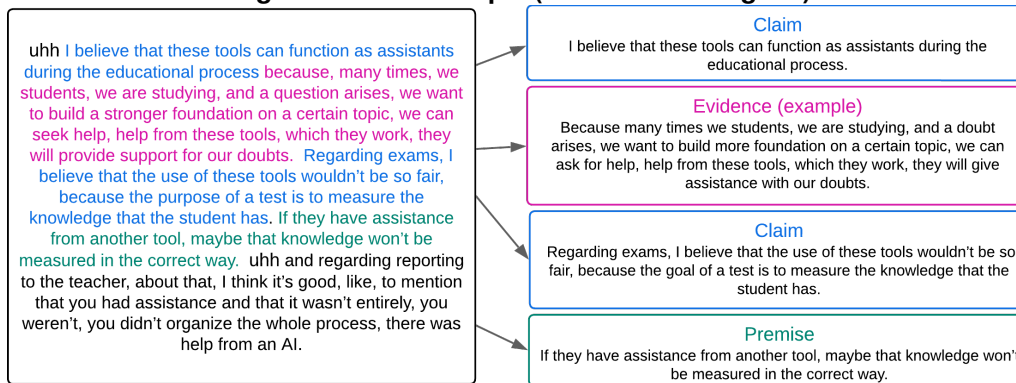 uhh I believe that these tools can function as assistants
during the educational process because, many times, we
students, we are studying, and a question arises, we want
to build a stronger foundation on a certain topic, we can
seek help, help from these tools, which they work, they
will provide support for our doubts. Regarding exams, I
believe that the use of these tools wouldn't be so fair,
because the purpose of a test is to measure the
knowledge that the student has. If they have assistance
from another tool, maybe that knowledge won't be
measured in the correct way. uhh and regarding reporting
to the teacher, about that, I think it's good, like, to mention
that you had assistance and that it wasn't entirely, you
weren't, you didn't organize the whole process, there was
help from an AI.
Claim
I believe that these tools can function as assistants during the
educational process.
Evidence (example)
Because many times we students, we are studying, and a doubt
arises, we want to build more foundation on a certain topic, we can
ask for help, help from these tools, which they work, they will give
assistance with our doubts.
Claim
Regarding exams, I believe that the use of these tools wouldn't be so
fair, because the goal of a test is to measure the knowledge that the
student has.
Premise
If they have assistance from another tool, maybe that knowledge won't
be measured in the correct way.